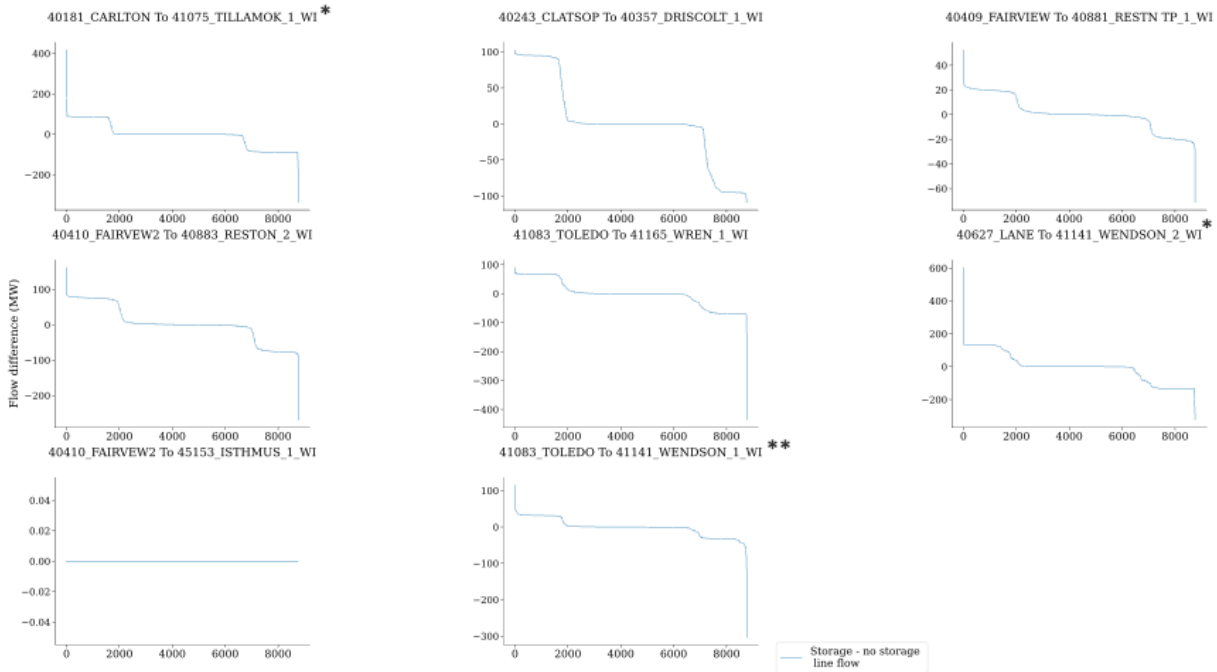 40181_CARLTON To 41075_TILLAMOK_1_WI *
400
200
0
−200
0 2000 4000 6000 8000
40243_CLATSOP To 40357_DRISCOLT_1_WI
100
50
0
−50
−100
0 2000 4000 6000 8000
40409_FAIRVIEW To 40881_RESTN TP_1_WI
40
20
0
−20
−40
−60
0 2000 4000 6000 8000
Flow difference (MW)
40410_FAIRVEW2 To 40883_RESTON_2_WI
100
0
−100
−200
0 2000 4000 6000 8000
41083_TOLEDO To 41165_WREN_1_WI
100
0
−100
−200
−300
−400
0 2000 4000 6000 8000
40627_LANE To 41141_WENDSON_2_WI *
600
400
200
0
−200
0 2000 4000 6000 8000
40410_FAIRVEW2 To 45153_ISTHMUS_1_WI
0.04
0.02
0.00
−0.02
−0.04
0 2000 4000 6000 8000
41083_TOLEDO To 41141_WENDSON_1_WI **
100
0
−100
−200
−300
0 2000 4000 6000 8000
Storage - no storage
line flow